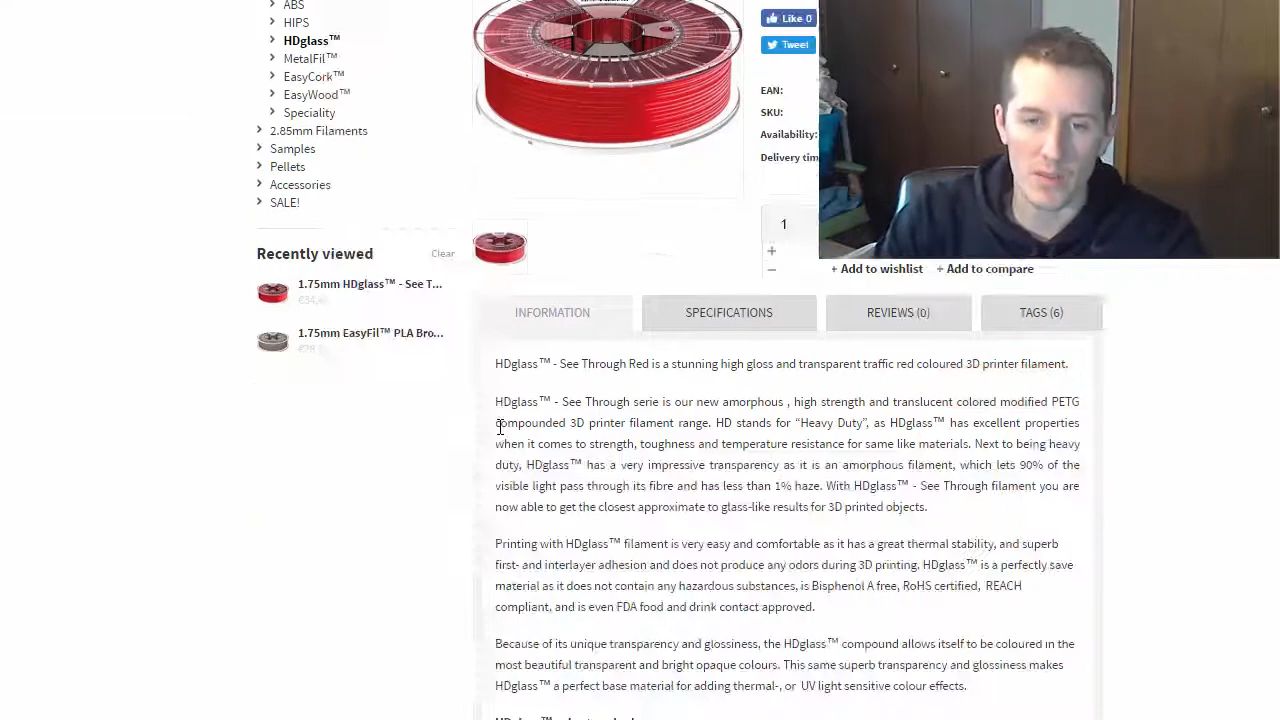 ABS
HIPS
HDglass™
MetalFil™
EasyCork™
EasyWood™
Speciality
2.85mm Filaments
Samples
Pellets
Accessories
SALE!
Recently viewed Clear
1.75mm HDglass™ - See T...
1.75mm EasyFil™ PLA Bro...
Like 0
Tweet
EAN:
SKU:
Availability:
Delivery tim
1
+
−
+ Add to wishlist + Add to compare
INFORMATION SPECIFICATIONS REVIEWS (0) TAGS (6)
HDglass™ - See Through Red is a stunning high gloss and transparent traffic red coloured 3D printer filament.
HDglass™ - See Through serie is our new amorphous , high strength and translucent colored modified PETG
compounded 3D printer filament range. HD stands for “Heavy Duty”, as HDglass™ has excellent properties
when it comes to strength, toughness and temperature resistance for same like materials. Next to being heavy
duty, HDglass™ has a very impressive transparency as it is an amorphous filament, which lets 90% of the
visible light pass through its fibre and has less than 1% haze. With HDglass™ - See Through filament you are
now able to get the closest approximate to glass-like results for 3D printed objects.
Printing with HDglass™ filament is very easy and comfortable as it has a great thermal stability, and superb
first- and interlayer adhesion and does not produce any odors during 3D printing. HDglass™ is a perfectly save
material as it does not contain any hazardous substances, is Bisphenol A free, RoHS certified, REACH
compliant, and is even FDA food and drink contact approved.
Because of its unique transparency and glossiness, the HDglass™ compound allows itself to be coloured in the
most beautiful transparent and bright opaque colours. This same superb transparency and glossiness makes
HDglass™ a perfect base material for adding thermal-, or UV light sensitive colour effects.